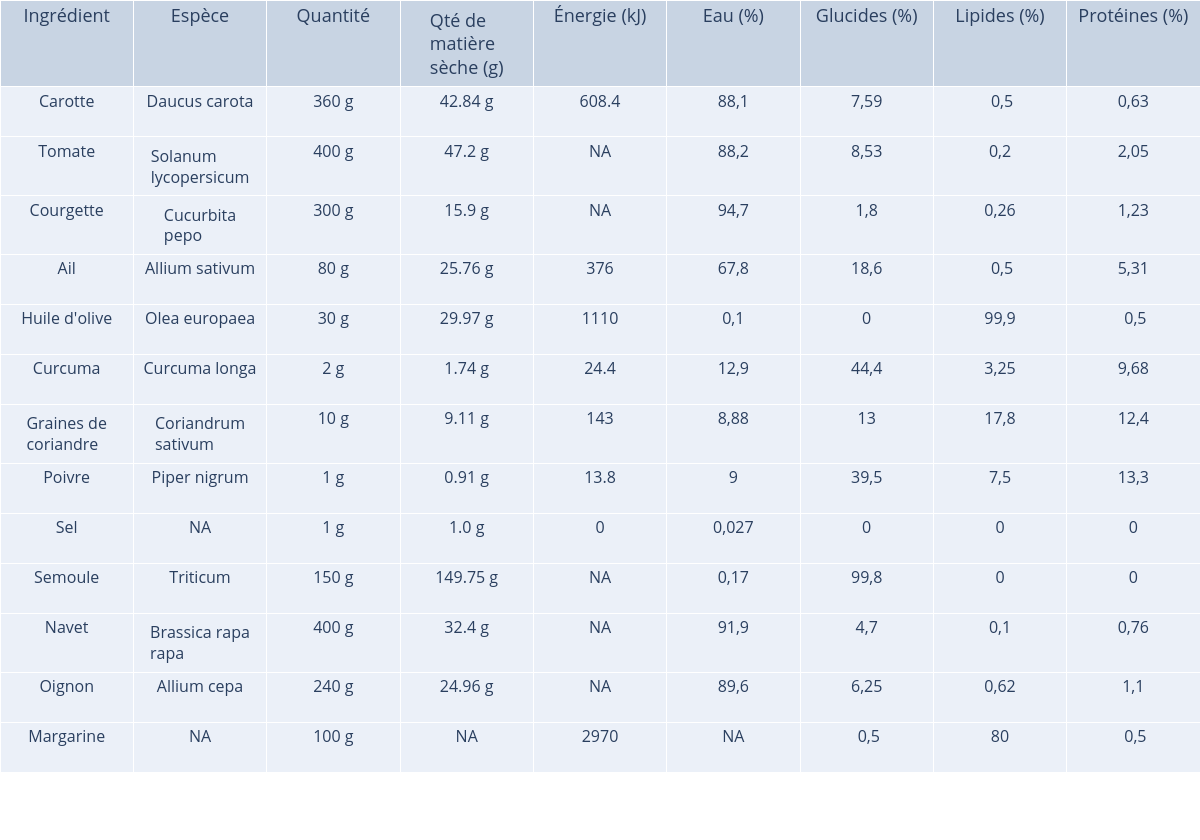 Ingrédient Espèce Quantité Qté de matière sèche (g) Énergie (kJ) Eau (%) Glucides (%) Lipides (%) Protéines (%)
Carotte Daucus carota 360 g 42.84 g 608.4 88,1 7,59 0,5 0,63
Tomate Solanum lycopersicum 400 g 47.2 g NA 88,2 8,53 0,2 2,05
Courgette Cucurbita pepo 300 g 15.9 g NA 94,7 1,8 0,26 1,23
Ail Allium sativum 80 g 25.76 g 376 67,8 18,6 0,5 5,31
Huile d'olive Olea europaea 30 g 29.97 g 1110 0,1 0 99,9 0,5
Curcuma Curcuma longa 2 g 1.74 g 24.4 12,9 44,4 3,25 9,68
Graines de coriandre Coriandrum sativum 10 g 9.11 g 143 8,88 13 17,8 12,4
Poivre Piper nigrum 1 g 0.91 g 13.8 9 39,5 7,5 13,3
Sel NA 1 g 1.0 g 0 0,027 0 0 0
Semoule Triticum 150 g 149.75 g NA 0,17 99,8 0 0
Navet Brassica rapa rapa 400 g 32.4 g NA 91,9 4,7 0,1 0,76
Oignon Allium cepa 240 g 24.96 g NA 89,6 6,25 0,62 1,1
Margarine NA 100 g NA 2970 NA 0,5 80 0,5